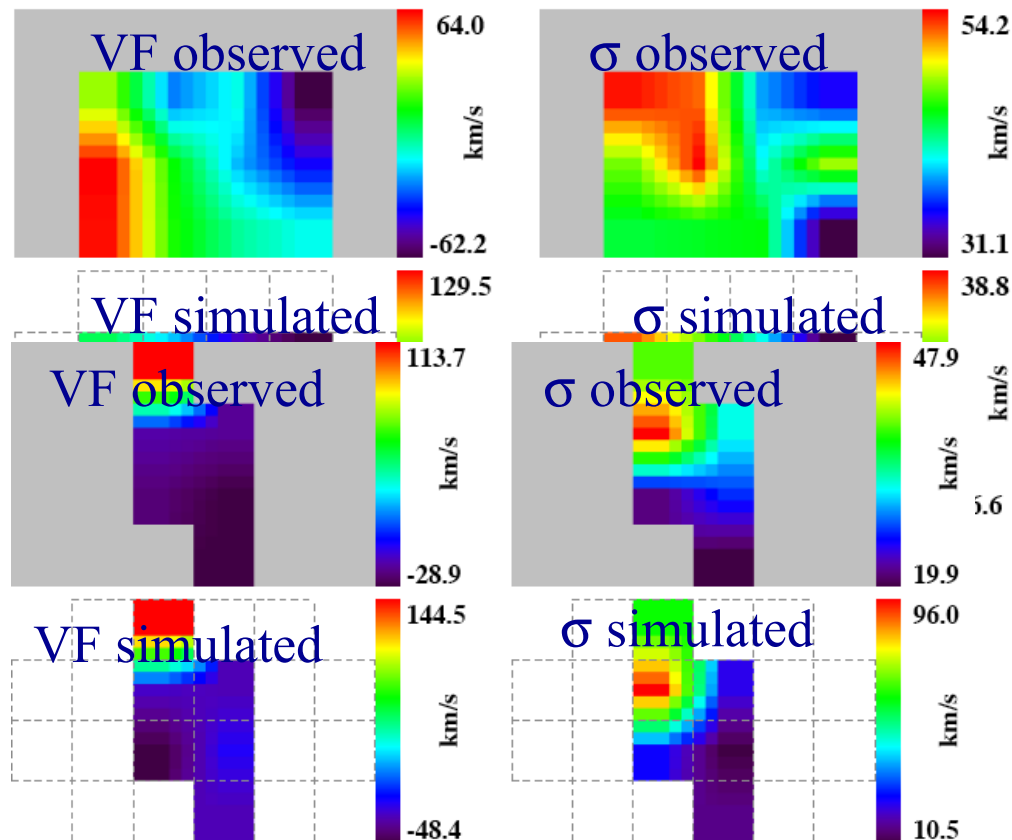 VF observed
64.0
km/s
-62.2
σ observed
54.2
km/s
31.1
VF simulated
129.5
σ simulated
38.8
km/s
VF observed
113.7
km/s
-28.9
σ observed
47.9
km/s
19.9
VF simulated
144.5
km/s
-48.4
σ simulated
96.0
km/s
10.5